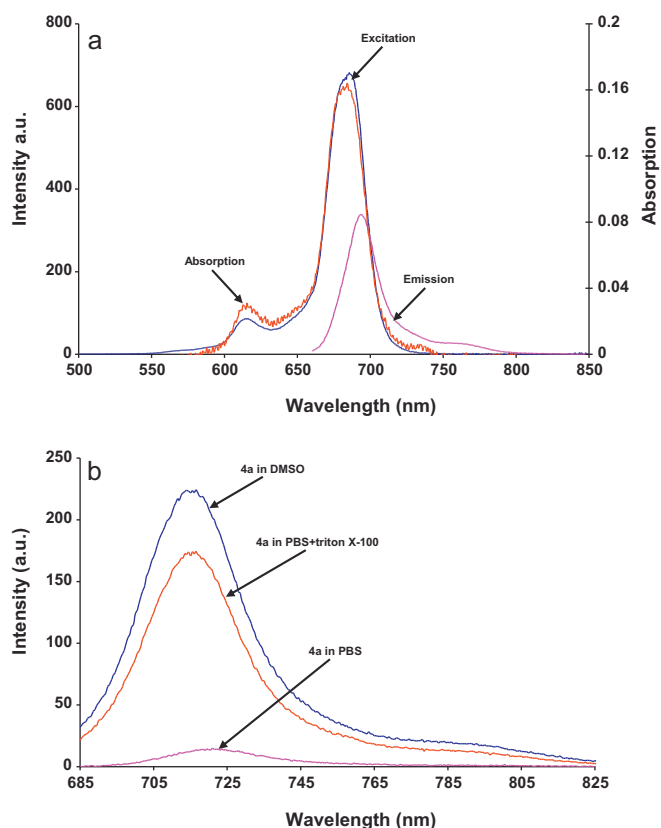 a
800
600
400
200
0
Intensity a.u.
0.2
0.16
0.12
0.08
0.04
0
Absorption
Excitation
Absorption
Emission
500 550 600 650 700 750 800 850
Wavelength (nm)
b
250
200
150
100
50
0
Intensity (a.u.)
4a in DMSO
4a in PBS+triton X-100
4a in PBS
685 705 725 745 765 785 805 825
Wavelength (nm)